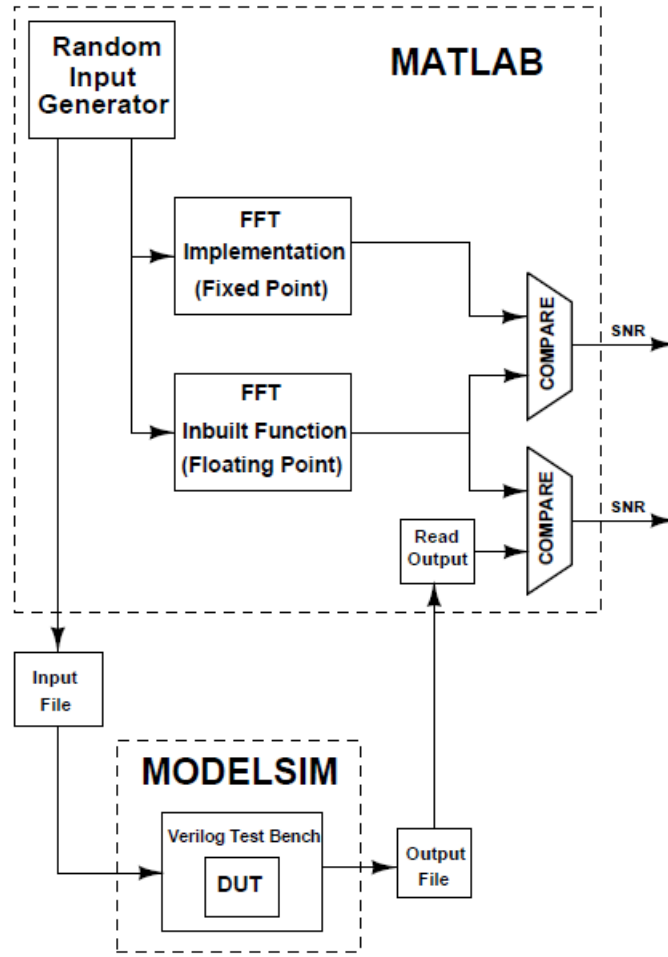 Random
Input
Generator
MATLAB
FFT
Implementation
(Fixed Point)
COMPARE
SNR
FFT
Inbuilt Function
(Floating Point)
COMPARE
SNR
Read
Output
Input
File
MODELSIM
Verilog Test Bench
DUT
Output
File